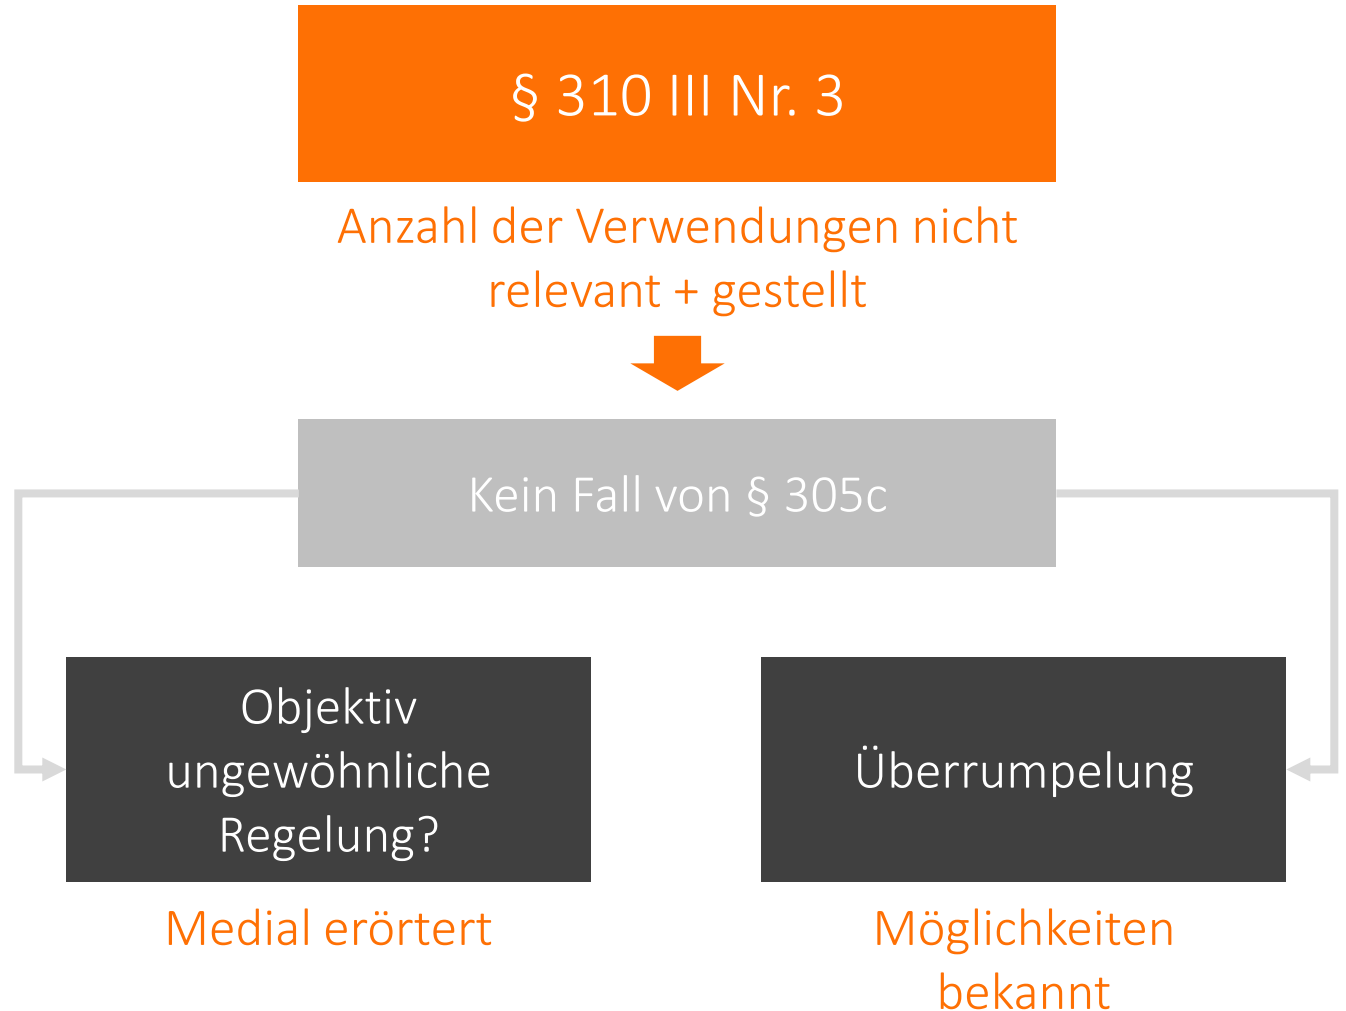 § 310 III Nr. 3
Anzahl der Verwendungen nicht
relevant + gestellt
Kein Fall von § 305c
Objektiv
ungewöhnliche
Regelung?
Medial erörtert
Überrumpelung
Möglichkeiten
bekannt